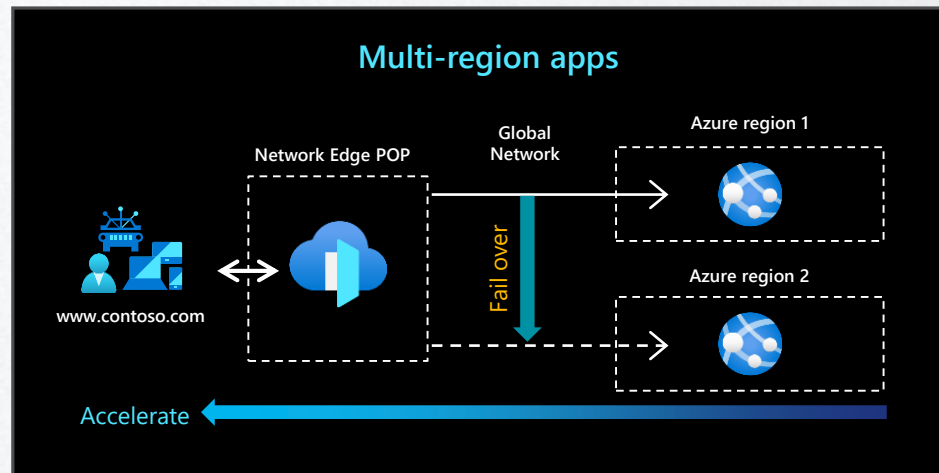 Multi-region apps
Azure region 1
Global
Network
Network Edge POP
Fail over
Azure region 2
www.contoso.com
Accelerate